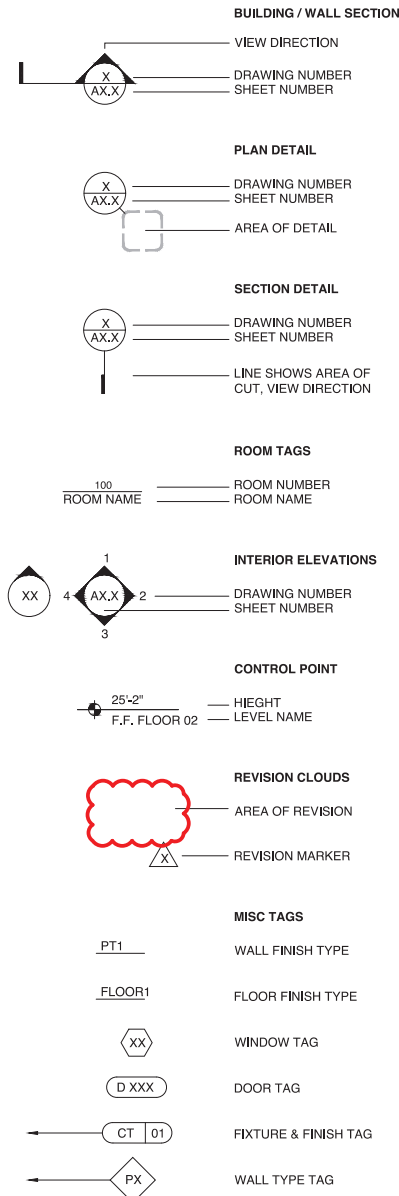 BUILDING / WALL SECTION
VIEW DIRECTION
X
DRAWING NUMBER
AX.X
SHEET NUMBER
PLAN DETAIL
X
DRAWING NUMBER
AX.X
SHEET NUMBER
AREA OF DETAIL
SECTION DETAIL
X
DRAWING NUMBER
AX.X
SHEET NUMBER
LINE SHOWS AREA OF
CUT, VIEW DIRECTION
ROOM TAGS
100
ROOM NUMBER
ROOM NAME
ROOM NAME
INTERIOR ELEVATIONS
1
XX
4 AX.X 2
DRAWING NUMBER
SHEET NUMBER
3
CONTROL POINT
25'-2"
HIEGHT
F.F. FLOOR 02
LEVEL NAME
REVISION CLOUDS
AREA OF REVISION
X
REVISION MARKER
MISC TAGS
PT1
WALL FINISH TYPE
FLOOR1
FLOOR FINISH TYPE
XX
WINDOW TAG
D XXX
DOOR TAG
CT 01
FIXTURE & FINISH TAG
PX
WALL TYPE TAG